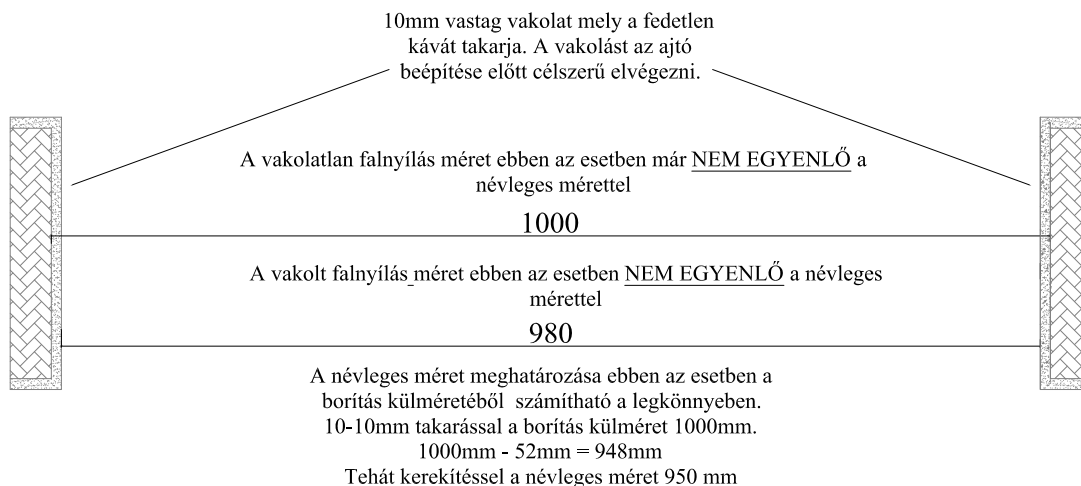 10mm vastag vakolat mely a fedetlen
kávát takarja. A vakolást az ajtó
beépítése előtt célszerű elvégezni.
A vakolatlan falnyílás méret ebben az esetben már NEM EGYENLŐ a
névleges mérettel
1000
A vakolt falnyílás méret ebben az esetben NEM EGYENLŐ a névleges
mérettel
980
A névleges méret meghatározása ebben az esetben a
borítás külméretéből számítható a legkönnyeben.
10-10mm takarással a borítás külméret 1000mm.
1000mm - 52mm = 948mm
Tehát kerekítéssel a névleges méret 950 mm